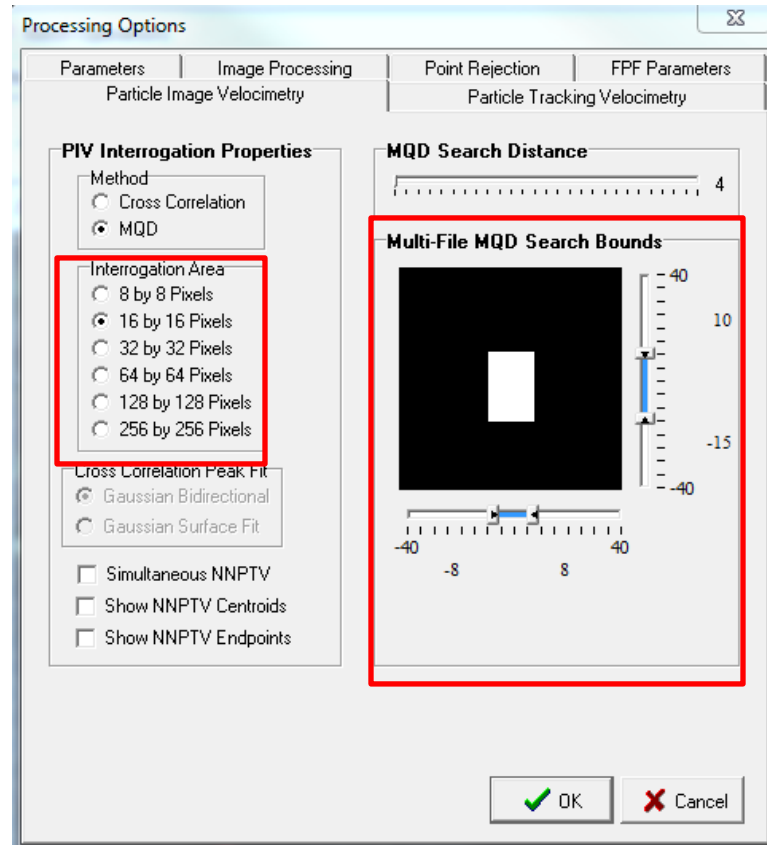 Processing Options
Parameters
Image Processing
Point Rejection
FPF Parameters
Particle Image Velocimetry
Particle Tracking Velocimetry
PIV Interrogation Properties
Method
Cross Correlation
MQD
Interrogation Area
8 by 8 Pixels
16 by 16 Pixels
32 by 32 Pixels
64 by 64 Pixels
128 by 128 Pixels
256 by 256 Pixels
Cross Correlation Peak Fit
Gaussian Bidirectional
Gaussian Surface Fit
Simultaneous NNPTV
Show NNPTV Centroids
Show NNPTV Endpoints
MQD Search Distance
4
Multi-File MQD Search Bounds
40
10
-15
-40
-40
40
-8
8
OK
Cancel